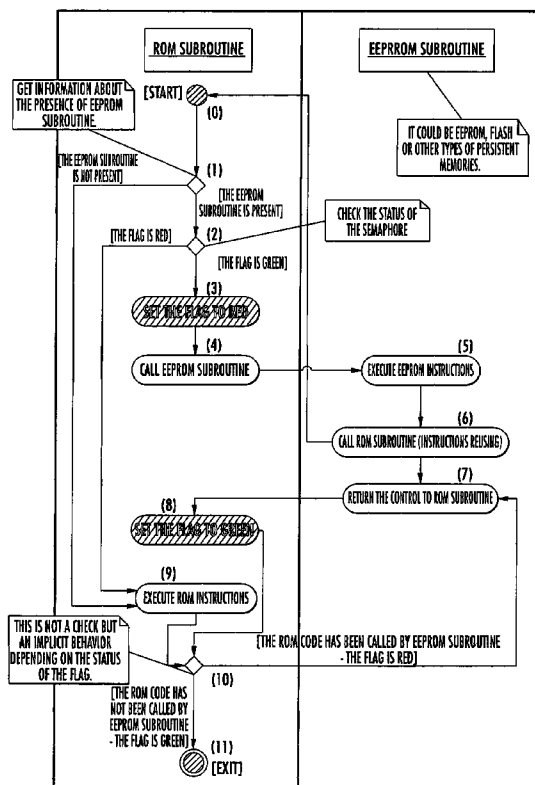 ROM SUBROUTINE
EEPRROM SUBROUTINE
GET INFORMATION ABOUT
THE PRESENCE OF EEPROM
SUBROUTINE.
[START]
(0)
IT COULD BE EEPROM, FLASH
OR OTHER TYPES OF PERSISTENT
MEMORIES.
[THE EEPROM SUBROUTINE
IS NOT PRESENT]
(1)
[THE EEPROM
SUBROUTINE IS PRESENT]
CHECK THE STATUS OF
THE SEMAPHORE
[THE FLAG IS RED]
(2)
[THE FLAG IS GREEN]
(3)
SET THE FLAG TO RED
(4)
CALL EEPROM SUBROUTINE
(5)
EXECUTE EEPROM INSTRUCTIONS
(6)
CALL ROM SUBROUTINE (INSTRUCTIONS REUSING)
(7)
RETURN THE CONTROL TO ROM SUBROUTINE
(8)
SET THE FLAG TO GREEN
(9)
EXECUTE ROM INSTRUCTIONS
THIS IS NOT A CHECK BUT
AN IMPLICIT BEHAVIOR
DEPENDING ON THE STATUS
OF THE FLAG.
[THE ROM CODE HAS BEEN CALLED BY EEPROM SUBROUTINE
- THE FLAG IS RED]
(10)
[THE ROM CODE HAS
NOT BEEN CALLED BY
EEPROM SUBROUTINE
- THE FLAG IS GREEN]
(11)
[EXIT]